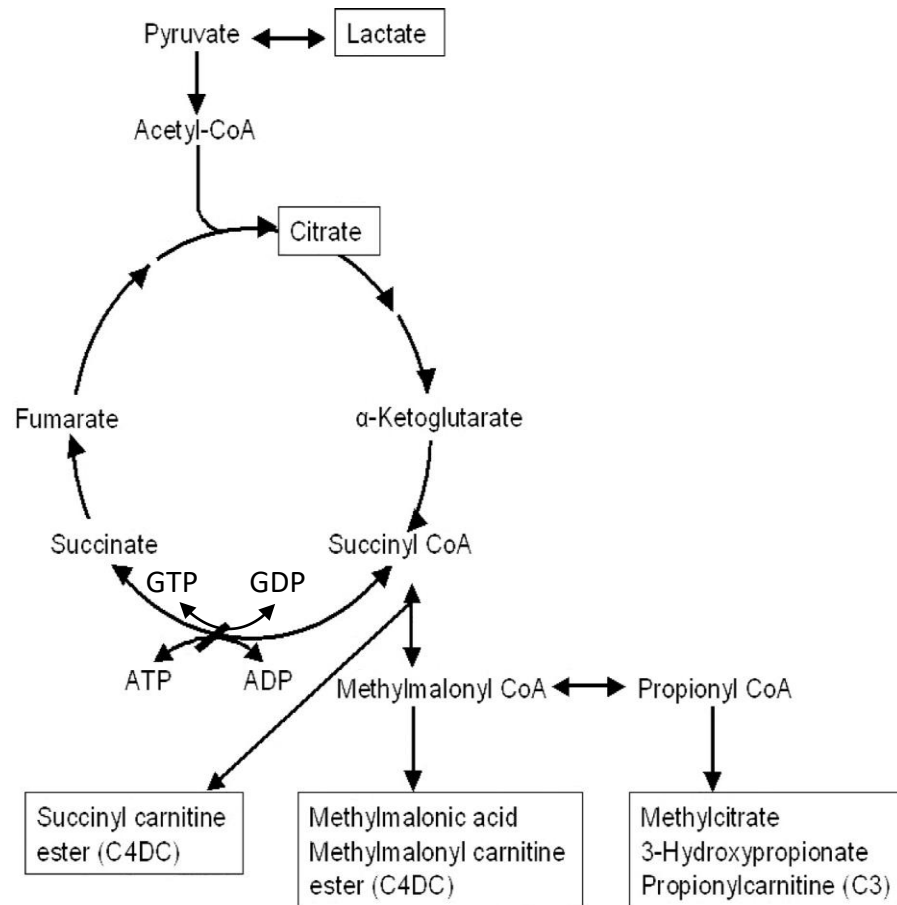 Pyruvate
Lactate
Acetyl-CoA
Citrate
Fumarate
α-Ketoglutarate
Succinate
Succinyl CoA
GTP
GDP
ATP
ADP
Methylmalonyl CoA
Propionyl CoA
Succinyl carnitine
ester (C4DC)
Methylmalonic acid
Methylmalonyl carnitine
ester (C4DC)
Methylcitrate
3-Hydroxypropionate
Propionylcarnitine (C3)